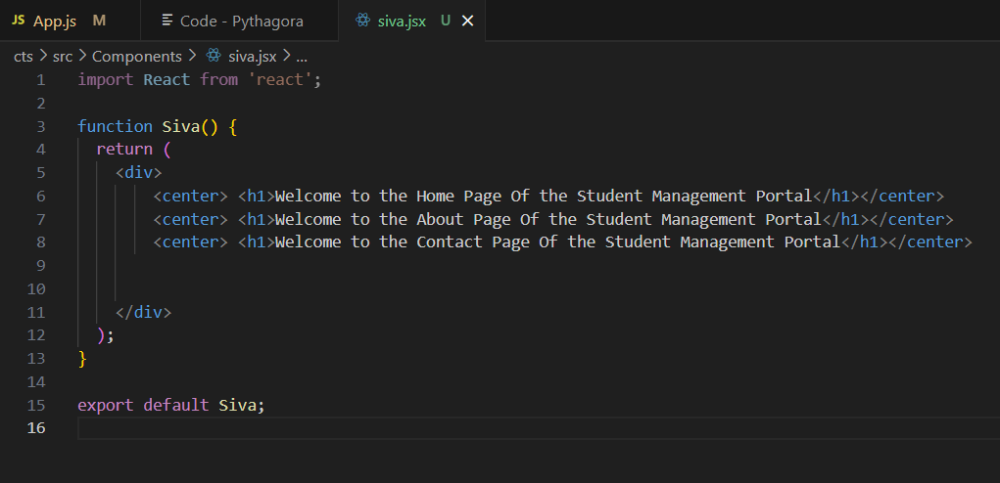 JS App.js M Code - Pythagora siva.jsx U
cts > src > Components > siva.jsx > ...
1 import React from 'react';
2
3 function Siva() {
4 return (
5 <div>
6 <center> <h1>Welcome to the Home Page Of the Student Management Portal</h1></center>
7 <center> <h1>Welcome to the About Page Of the Student Management Portal</h1></center>
8 <center> <h1>Welcome to the Contact Page Of the Student Management Portal</h1></center>
9
10
11 </div>
12 );
13 }
14
15 export default Siva;
16